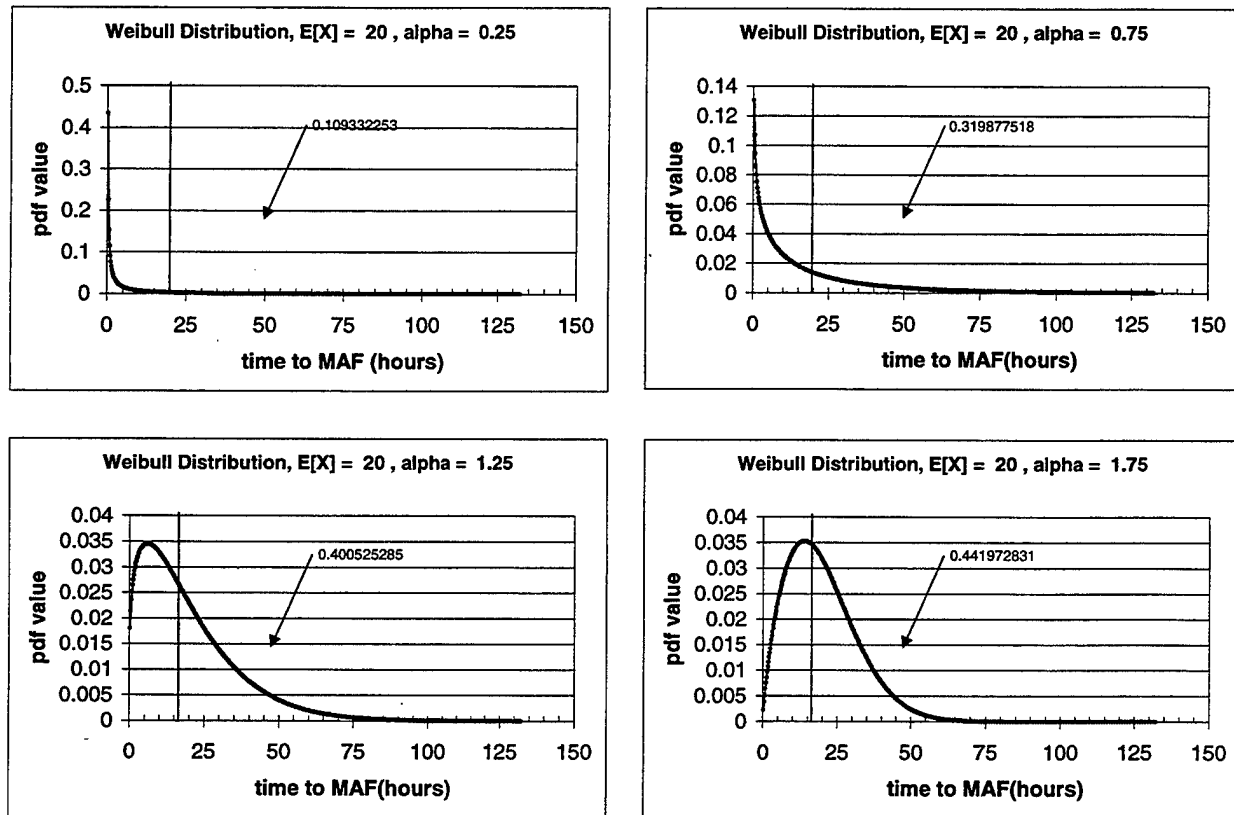 Weibull Distribution, E[X] = 20 , alpha = 0.25
0.5
0.4
0.3
0.2
0.1
0
pdf value
0.109332253
0 25 50 75 100 125 150
time to MAF (hours)
Weibull Distribution, E[X] = 20 , alpha = 0.75
0.14
0.12
0.1
0.08
0.06
0.04
0.02
0
pdf value
0.319877518
0 25 50 75 100 125 150
time to MAF(hours)
Weibull Distribution, E[X] = 20 , alpha = 1.25
0.04
0.035
0.03
0.025
0.02
0.015
0.01
0.005
0
pdf value
0.400525285
0 25 50 75 100 125 150
time to MAF(hours)
Weibull Distribution, E[X] = 20 , alpha = 1.75
0.04
0.035
0.03
0.025
0.02
0.015
0.01
0.005
0
pdf value
0.441972831
0 25 50 75 100 125 150
time to MAF(hours)